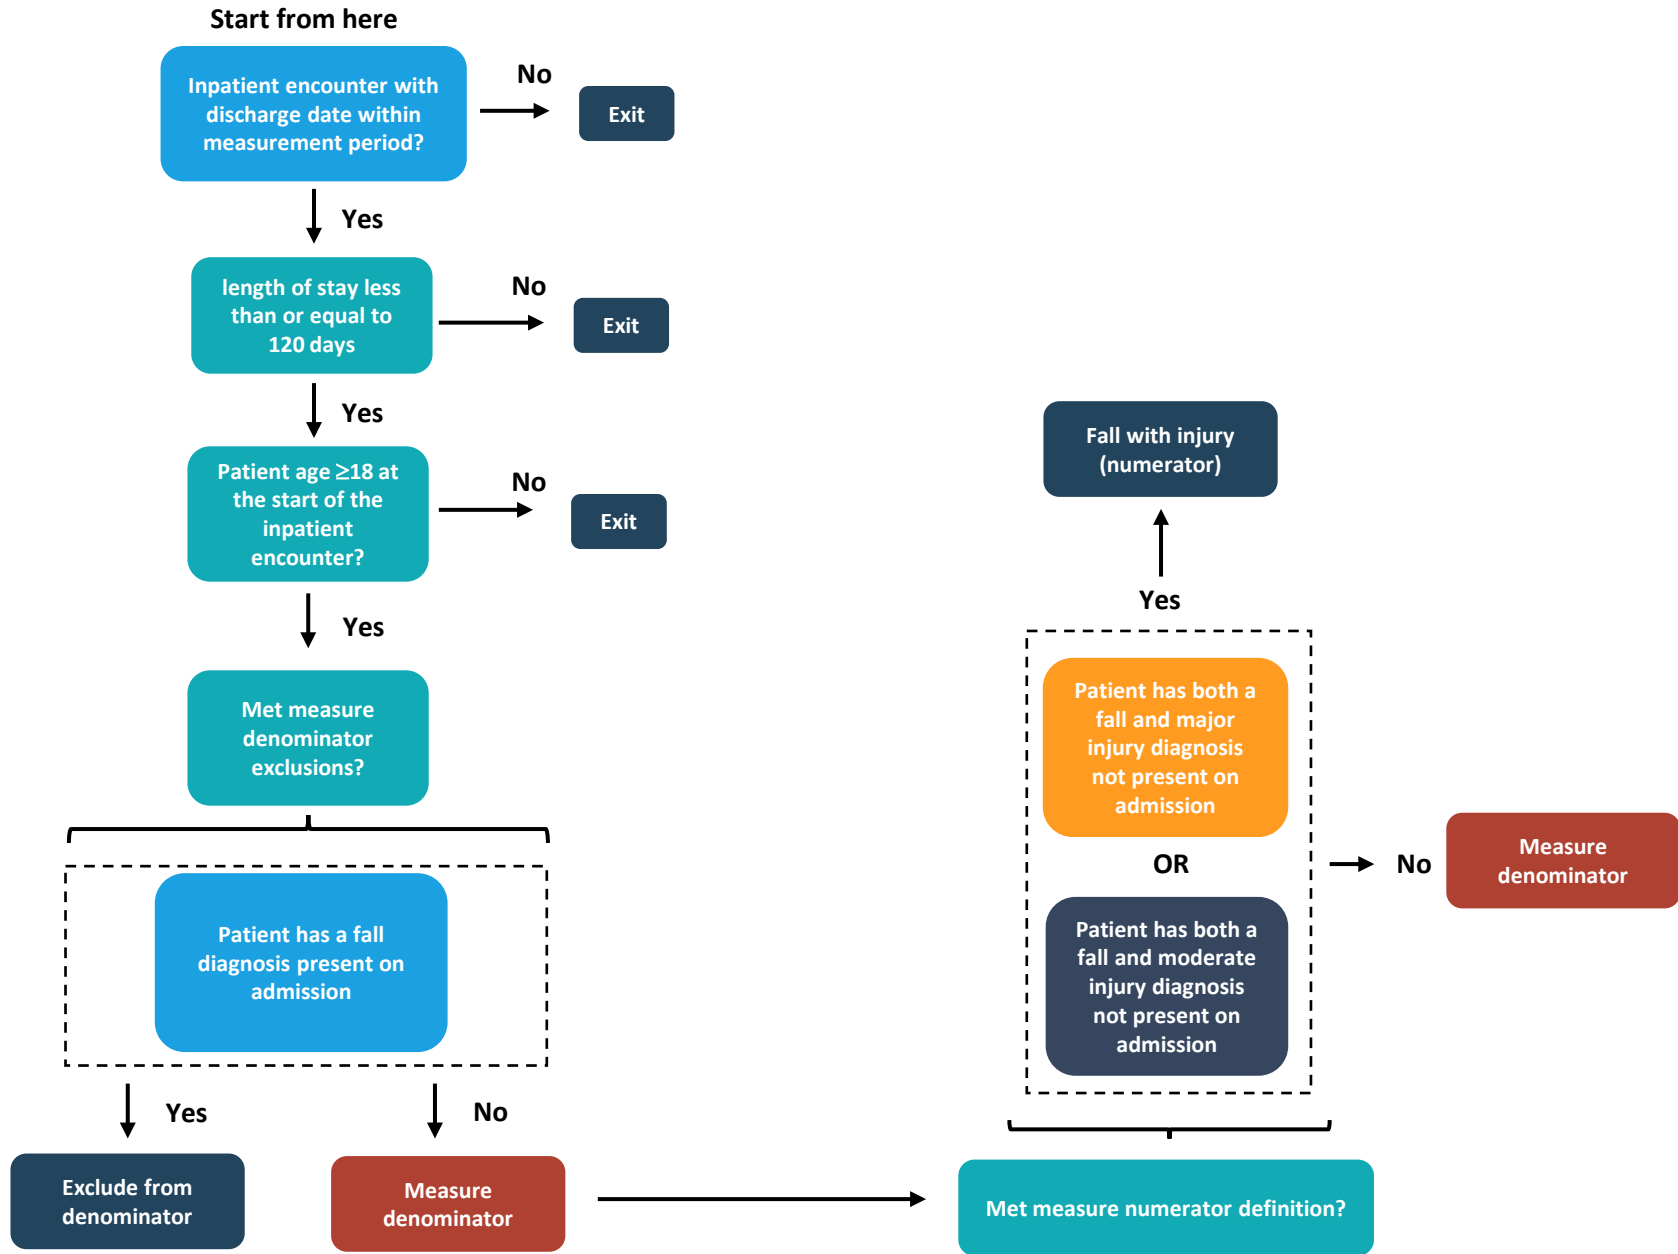 Start from here
Inpatient encounter with
discharge date within
measurement period?
No
Exit
Yes
length of stay less
than or equal to
120 days
No
Exit
Yes
Patient age ≥18 at
the start of the
inpatient
encounter?
No
Exit
Yes
Met measure
denominator
exclusions?
Patient has a fall
diagnosis present on
admission
Yes
No
Exclude from
denominator
Measure
denominator
Met measure numerator definition?
Patient has both a
fall and major
injury diagnosis
not present on
admission
OR
Patient has both a
fall and moderate
injury diagnosis
not present on
admission
Yes
Fall with injury
(numerator)
No
Measure
denominator